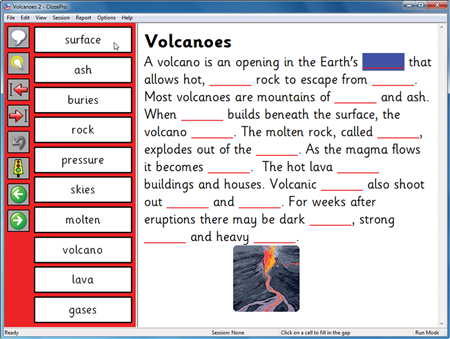 Volcanoes 2 - ClozePro
File Edit View Session Report Options Help
surface
ash
buries
rock
pressure
skies
molten
volcano
lava
gases
Volcanoes
A volcano is an opening in the Earth's ______ that
allows hot, ______ rock to escape from ______.
Most volcanoes are mountains of ______ and ash.
When ______ builds beneath the surface, the
volcano ______. The molten rock, called ______,
explodes out of the ______. As the magma flows
it becomes ______. The hot lava ______
buildings and houses. Volcanic ______ also shoot
out ______ and ______. For weeks after
eruptions there may be dark ______, strong
______ and heavy ______.
Ready Session: None Click on a cell to fill in the gap Run Mode